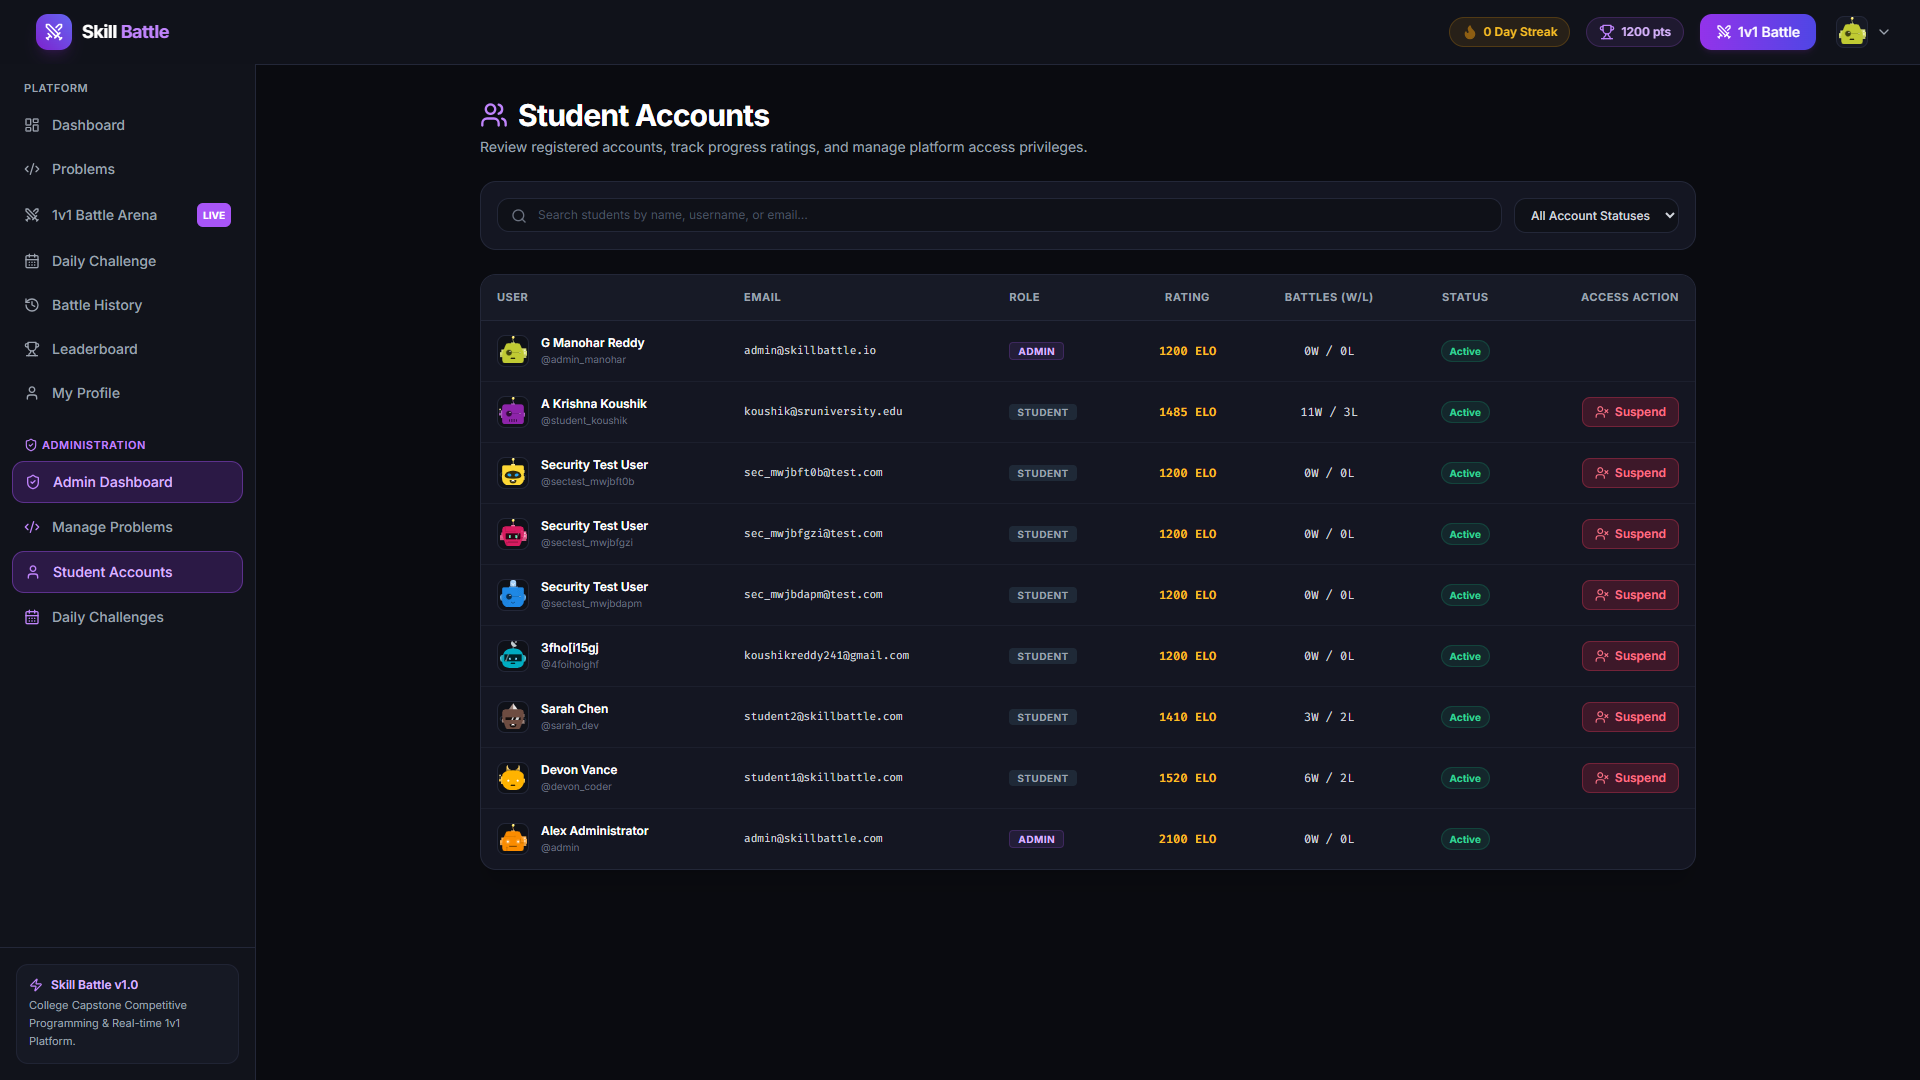 Skill Battle
0 Day Streak
1200 pts
1v1 Battle
PLATFORM
Dashboard
Problems
1v1 Battle Arena
LIVE
Daily Challenge
Battle History
Leaderboard
My Profile
ADMINISTRATION
Admin Dashboard
Manage Problems
Student Accounts
Daily Challenges
Skill Battle v1.0
College Capstone Competitive
Programming & Real-time 1v1
Platform.
Student Accounts
Review registered accounts, track progress ratings, and manage platform access privileges.
Search students by name, username, or email...
All Account Statuses
USER EMAIL ROLE RATING BATTLES (W/L) STATUS ACCESS ACTION
G Manohar Reddy
@admin_manohar
admin@skillbattle.io ADMIN 1200 ELO 0W / 0L Active
A Krishna Koushik
@student_koushik
koushik@sruniversity.edu STUDENT 1485 ELO 11W / 3L Active Suspend
Security Test User
@sectest_mwjbft0b
sec_mwjbft0b@test.com STUDENT 1200 ELO 0W / 0L Active Suspend
Security Test User
@sectest_mwjbfgzi
sec_mwjbfgzi@test.com STUDENT 1200 ELO 0W / 0L Active Suspend
Security Test User
@sectest_mwjbdapm
sec_mwjbdapm@test.com STUDENT 1200 ELO 0W / 0L Active Suspend
3fho[i15gj
@4foihoighf
koushikreddy241@gmail.com STUDENT 1200 ELO 0W / 0L Active Suspend
Sarah Chen
@sarah_dev
student2@skillbattle.com STUDENT 1410 ELO 3W / 2L Active Suspend
Devon Vance
@devon_coder
student1@skillbattle.com STUDENT 1520 ELO 6W / 2L Active Suspend
Alex Administrator
@admin
admin@skillbattle.com ADMIN 2100 ELO 0W / 0L Active